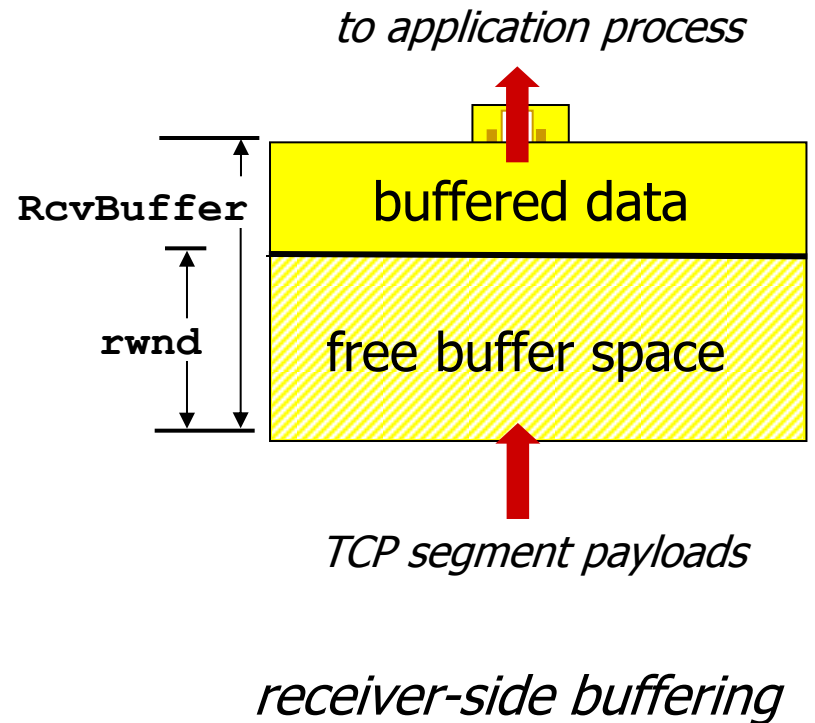 to application process
buffered data
RcvBuffer
rwnd
free buffer space
TCP segment payloads
receiver-side buffering